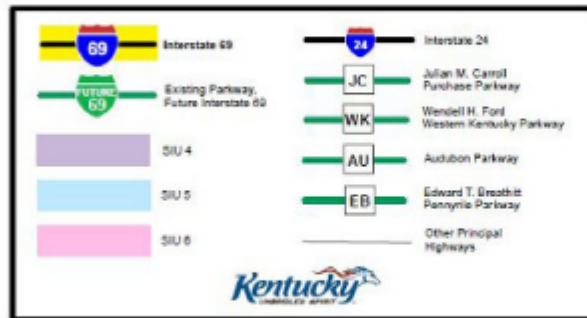 69
Interstate 69
FUTURE
69
Existing Parkway,
Future Interstate 69
SIU 4
SIU 5
SIU 6
24
Interstate 24
JC
Julian M. Carroll
Purchase Parkway
WK
Wendell H. Ford
Western Kentucky Parkway
AU
Audubon Parkway
EB
Edward T. Breathitt
Pennyrile Parkway
Other Principal
Highways
Kentucky
UNBRIDLED SPIRIT